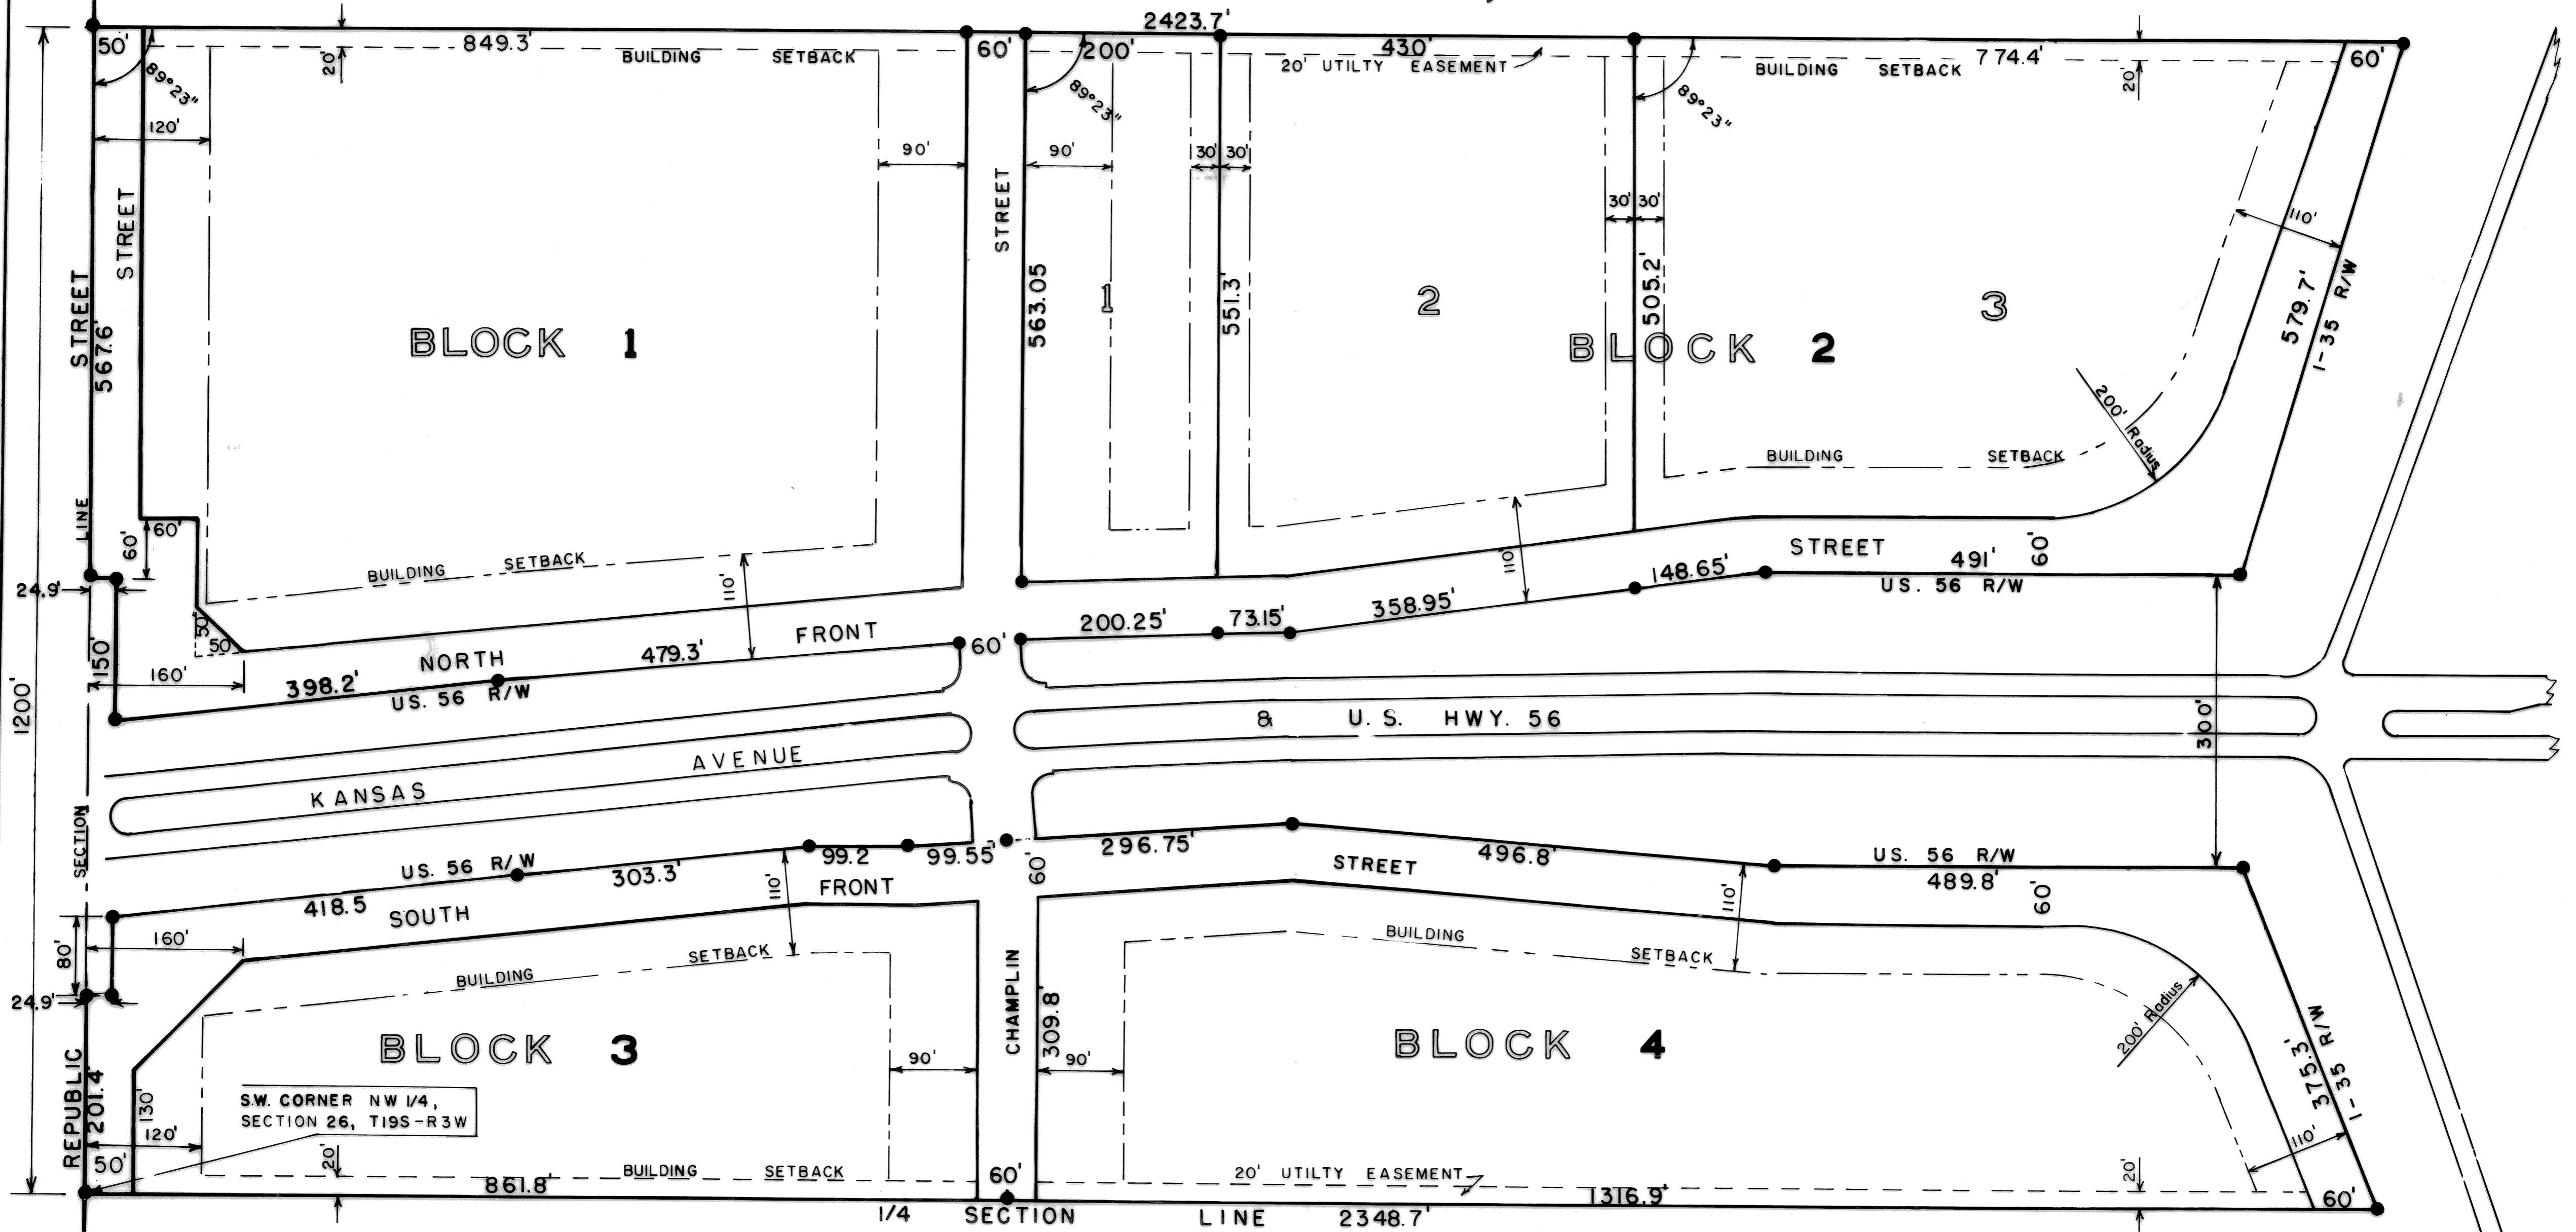 2423.7'
50' 849.3' 60' 200' 430' 774.4' 60'
20' BUILDING SETBACK 20' UTILTY EASEMENT BUILDING SETBACK 20'
89°23" 89°23" 89°23"
120' 90' 90' 30' 30' 30' 30' 110'
STREET
STREET
STREET
567.6'
563.05
551.3'
505.2'
579.7'
I-35 R/W
BLOCK 1
1
2
3
BLOCK 2
200' Radius
BUILDING SETBACK
LINE
60'
60'
BUILDING SETBACK
110'
110'
STREET 491' 60'
US. 56 R/W
24.9'
50'
50'
150'
160'
NORTH FRONT
398.2' 479.3' 60' 200.25' 73.15' 358.95' 148.65'
US. 56 R/W
1200'
300'
& U. S. HWY. 56
KANSAS AVENUE
SECTION
US. 56 R/W
418.5 303.3' 99.2 99.55' 296.75' 496.8' 489.8'
US. 56 R/W
SOUTH FRONT STREET
60'
60'
110'
110'
80'
160'
24.9'
BUILDING SETBACK
BUILDING SETBACK
BLOCK 3
BLOCK 4
CHAMPLIN
309.8'
90'
90'
200' Radius
375.3'
I-35 R/W
110'
REPUBLIC
201.4'
130'
S.W. CORNER NW 1/4,
SECTION 26, T19S-R3W
120'
50' 20' BUILDING SETBACK 60' 20' UTILTY EASEMENT 20' 60'
861.8' 1316.9'
1/4 SECTION LINE 2348.7'